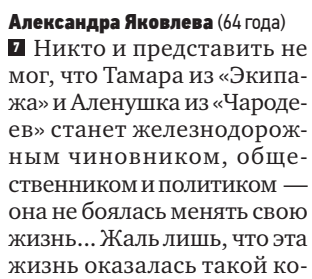 Александра Яковлева (64 года)
7 Никто и представить не
мог, что Тамара из «Экипа-
жа» и Аленушка из «Чароде-
ев» станет железнодорож-
ным чиновником, обще-
ственником и политиком —
она не боялась менять свою
жизнь... Жаль лишь, что эта
жизнь оказалась такой ко-